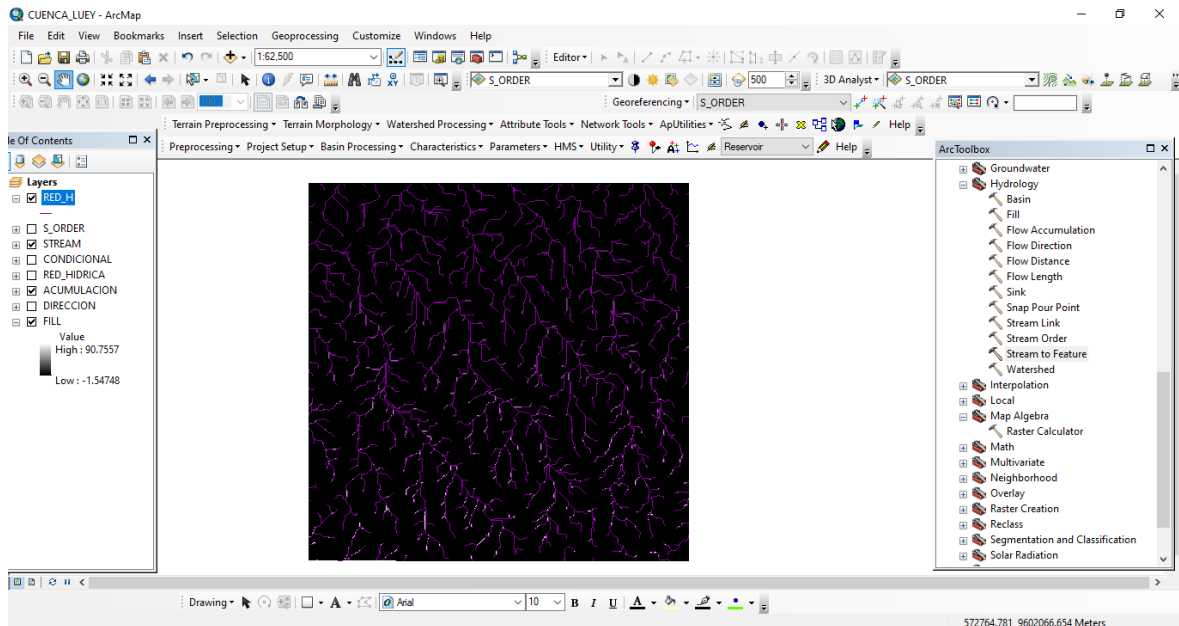 CUENCA_LUEY - ArcMap
File Edit View Bookmarks Insert Selection Geoprocessing Customize Windows Help
1:62,500 Editor
S_ORDER 500 3D Analyst S_ORDER
Georeferencing S_ORDER
Terrain Preprocessing Terrain Morphology Watershed Processing Attribute Tools Network Tools ApUtilities Help
Preprocessing Project Setup Basin Processing Characteristics Parameters HMS Utility Reservoir Help
le Of Contents
Layers
RED_H
S_ORDER
STREAM
CONDICIONAL
RED_HIDRICA
ACUMULACION
DIRECCION
FILL
Value
High : 90.7557
Low : -1.54748
ArcToolbox
Groundwater
Hydrology
Basin
Fill
Flow Accumulation
Flow Direction
Flow Distance
Flow Length
Sink
Snap Pour Point
Stream Link
Stream Order
Stream to Feature
Watershed
Interpolation
Local
Map Algebra
Raster Calculator
Math
Multivariate
Neighborhood
Overlay
Raster Creation
Reclass
Segmentation and Classification
Solar Radiation
Drawing A Arial 10 B I U A
572764.781 9602066.654 Meters